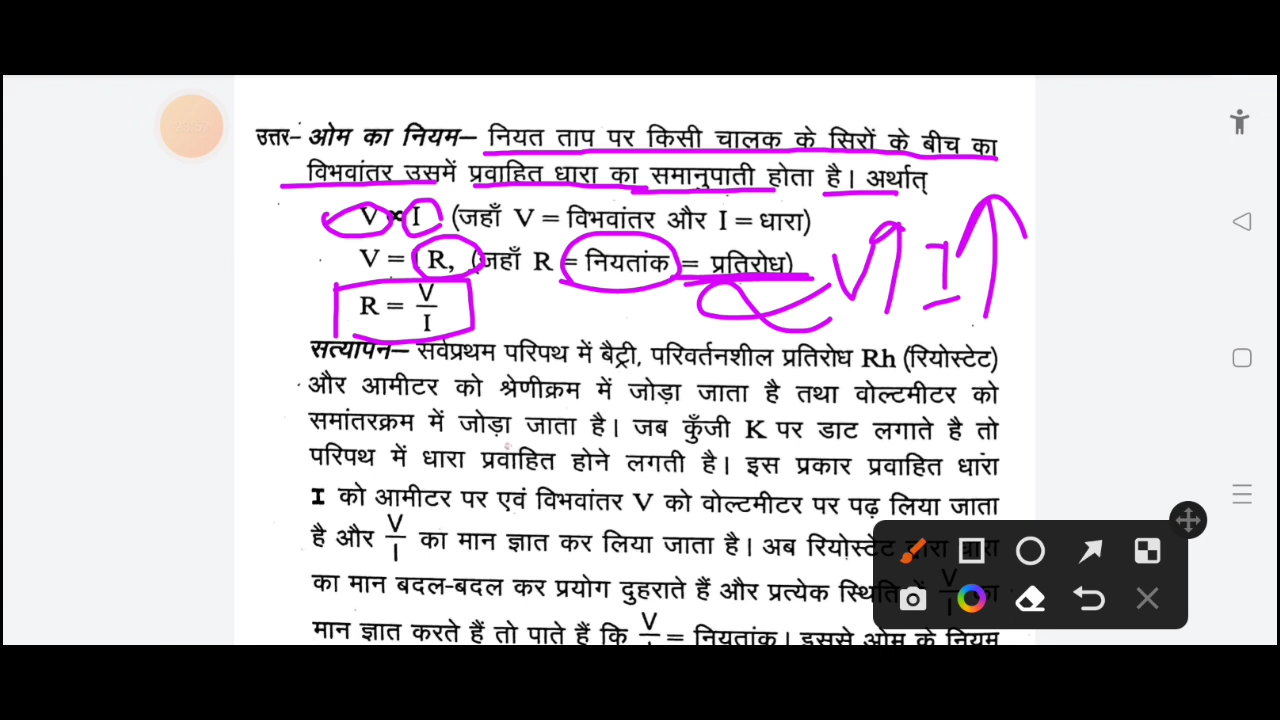 उत्तर- ओम का नियम- नियत ताप पर किसी चालक के सिरों के बीच का
विभवांतर उसमें प्रवाहित धारा का समानुपाती होता है। अर्थात्
V ∝ I (जहाँ V = विभवांतर और I = धारा)
V = R, (जहाँ R = नियतांक = प्रतिरोध)
V I
R = V/I
सत्यापन- सर्वप्रथम परिपथ में बैट्री, परिवर्तनशील प्रतिरोध Rh (रियोस्टेट)
और आमीटर को श्रेणीक्रम में जोड़ा जाता है तथा वोल्टमीटर को
समांतरक्रम में जोड़ा जाता है। जब कुँजी K पर डाट लगाते है तो
परिपथ में धारा प्रवाहित होने लगती है। इस प्रकार प्रवाहित धारा
I को आमीटर पर एवं विभवांतर V को वोल्टमीटर पर पढ़ लिया जाता
है और V/I का मान ज्ञात कर लिया जाता है। अब रियोस्टेट द्वारा धारा
का मान बदल-बदल कर प्रयोग दुहराते हैं और प्रत्येक स्थिति में V/I का
मान ज्ञात करते हैं तो पाते हैं कि V/ = नियतांक। इससे ओम के नियम